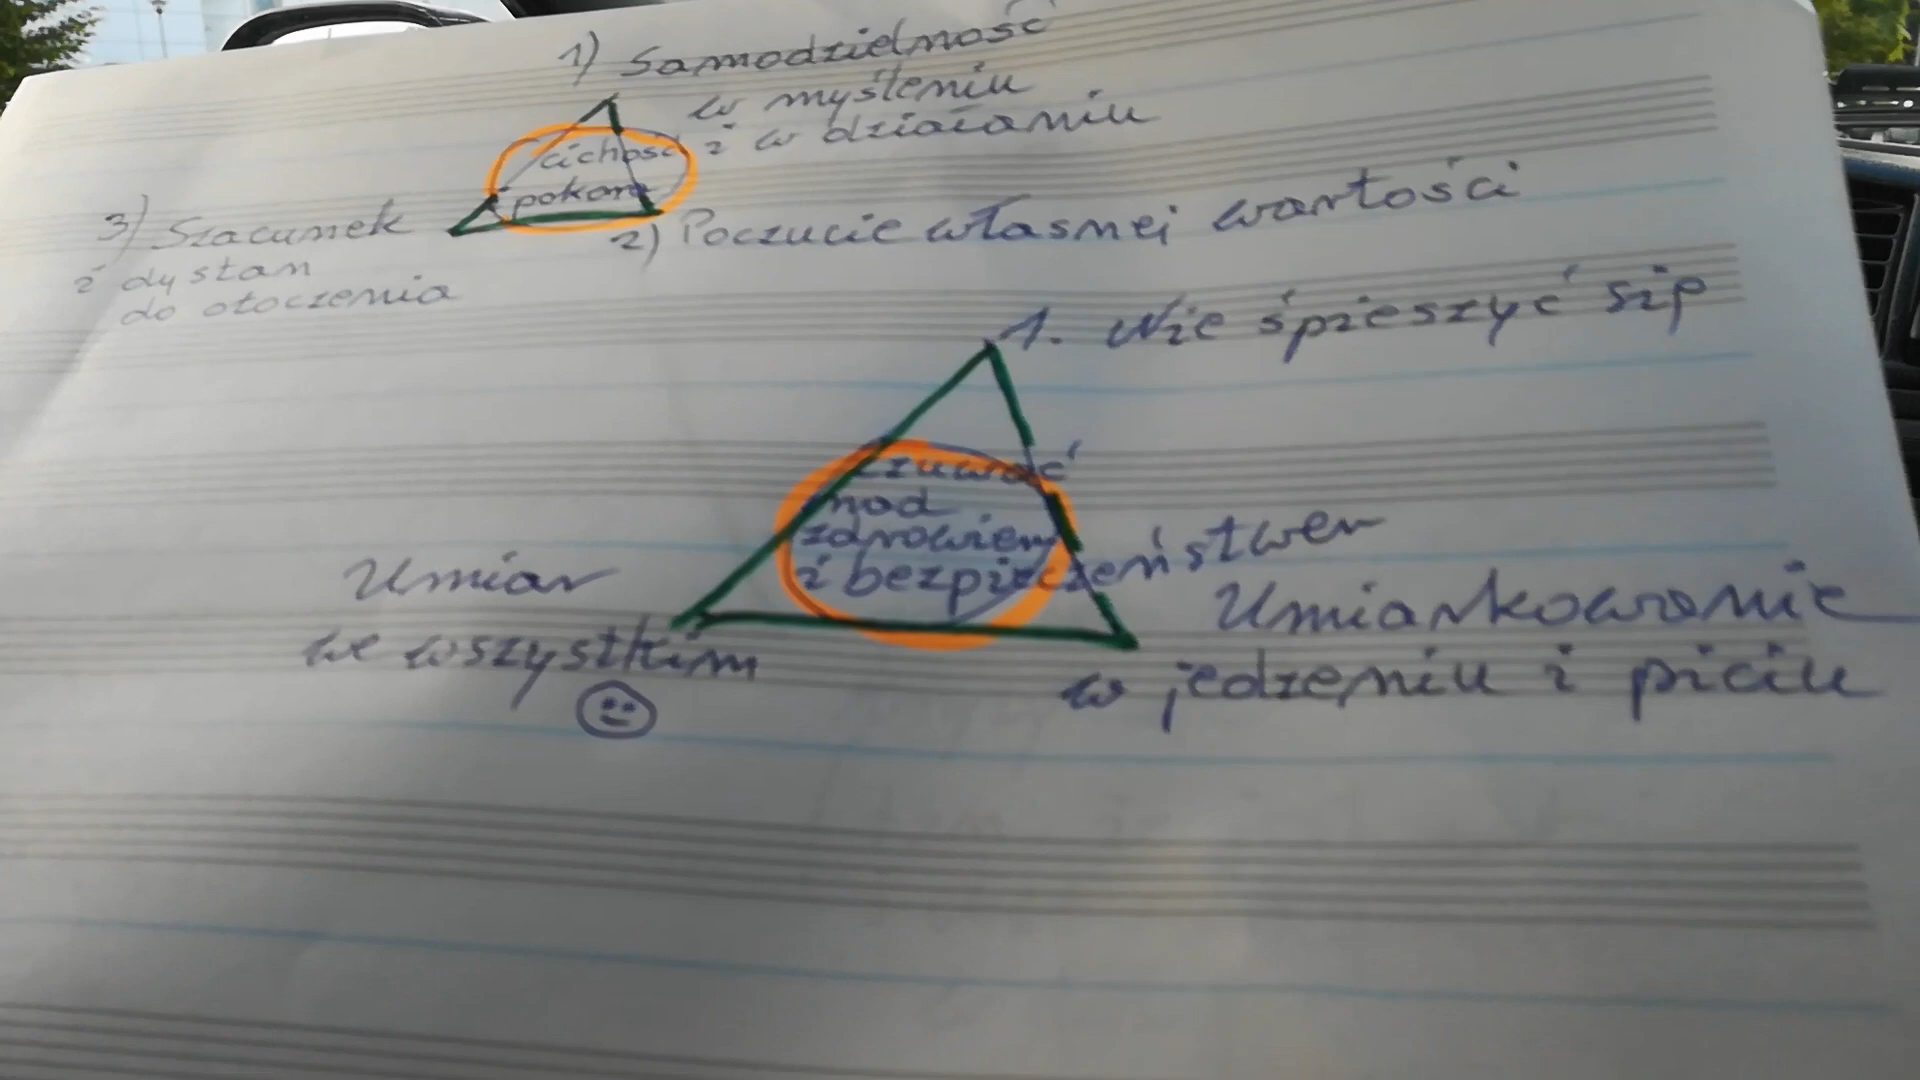 1) Samodzielność
w myśleniu
i w działaniu
cichość
i pokora
2) Poczucie własnej wartości
3) Szacunek
i dystan
do otoczenia
1. Nie śpieszyć się
czuwać
nad
zdrowiem
i bezpieczeństwem
Umiarkowanie
w jedzeniu i piciu
Umiar
we wszystkim